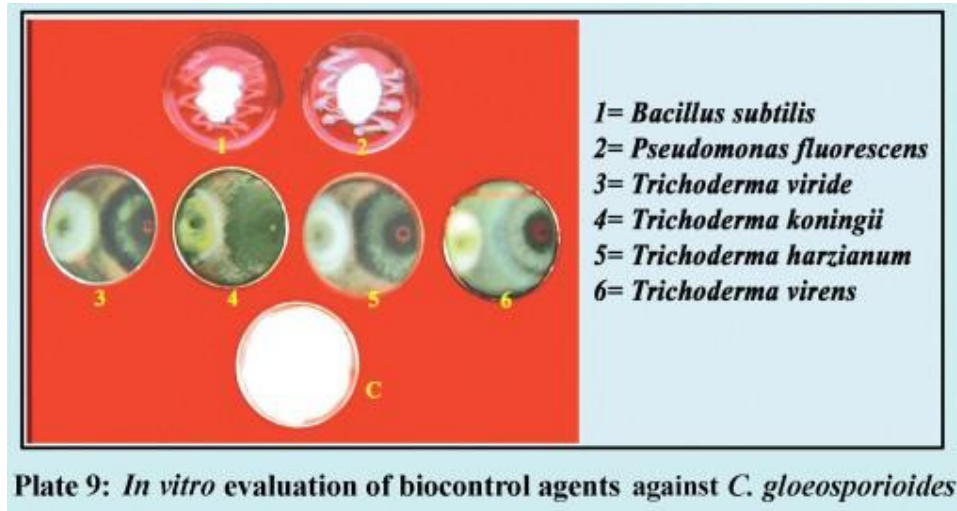 1
2
3
4
5
6
C
1= Bacillus subtilis
2= Pseudomonas fluorescens
3= Trichoderma viride
4= Trichoderma koningii
5= Trichoderma harzianum
6= Trichoderma virens
Plate 9: In vitro evaluation of biocontrol agents against C. gloeosporioides